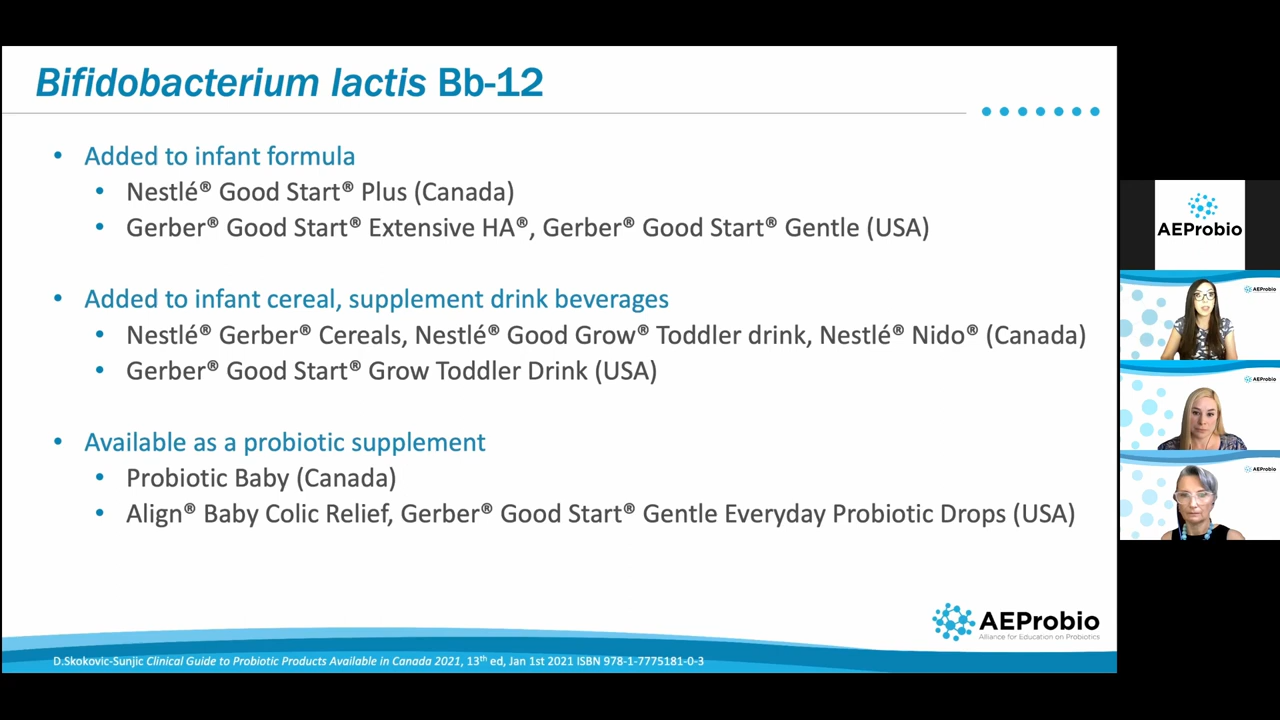 Bifidobacterium lactis Bb-12
• Added to infant formula
• Nestlé® Good Start® Plus (Canada)
• Gerber® Good Start® Extensive HA®, Gerber® Good Start® Gentle (USA)
• Added to infant cereal, supplement drink beverages
• Nestlé® Gerber® Cereals, Nestlé® Good Grow® Toddler drink, Nestlé® Nido® (Canada)
• Gerber® Good Start® Grow Toddler Drink (USA)
• Available as a probiotic supplement
• Probiotic Baby (Canada)
• Align® Baby Colic Relief, Gerber® Good Start® Gentle Everyday Probiotic Drops (USA)
AEProbio
Alliance for Education on Probiotics
D.Skokovic-Sunjic Clinical Guide to Probiotic Products Available in Canada 2021, 13th ed, Jan 1st 2021 ISBN 978-1-7775181-0-3
AEProbio
AEProbio
AEProbio
AEProbio